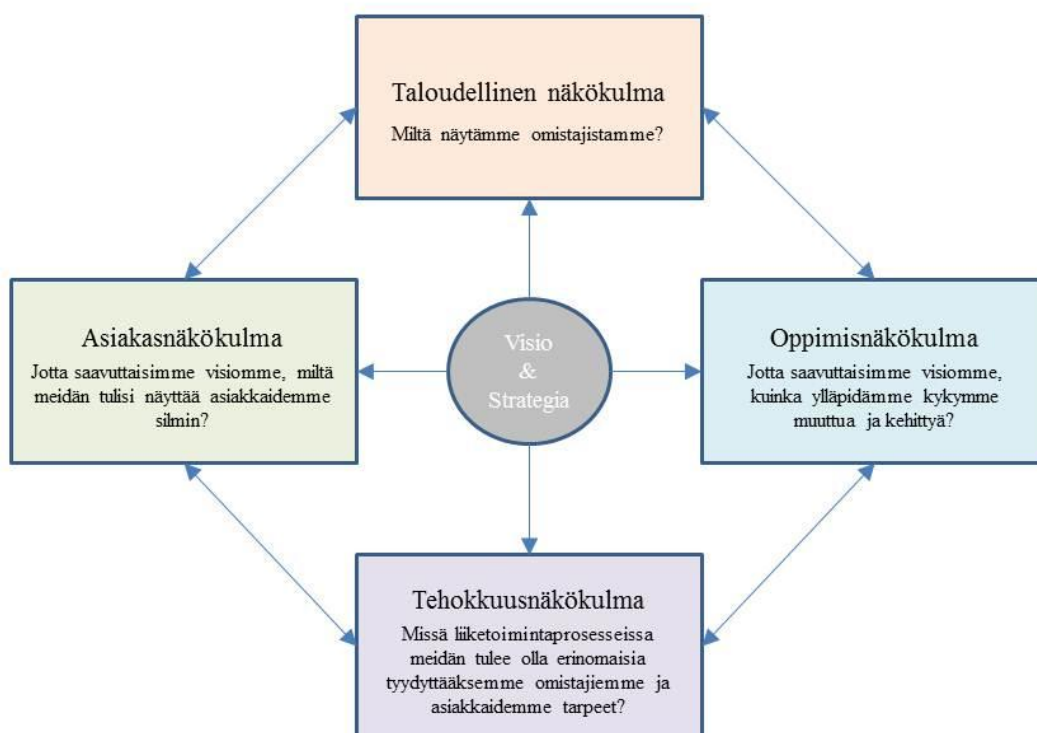 Taloudellinen näkökulma
Miltä näytämme omistajistamme?
Asiakasnäkökulma
Jotta saavuttaisimme visiomme, miltä
meidän tulisi näyttää asiakkaidemme
silmin?
Visio
&
Strategia
Oppimisnäkökulma
Jotta saavuttaisimme visiomme,
kuinka ylläpidämme kykymme
muuttua ja kehittyä?
Tehokkuusnäkökulma
Missä liiketoimintaprosesseissa
meidän tulee olla erinomaisia
tyydyttääksemme omistajiemme ja
asiakkaidemme tarpeet?